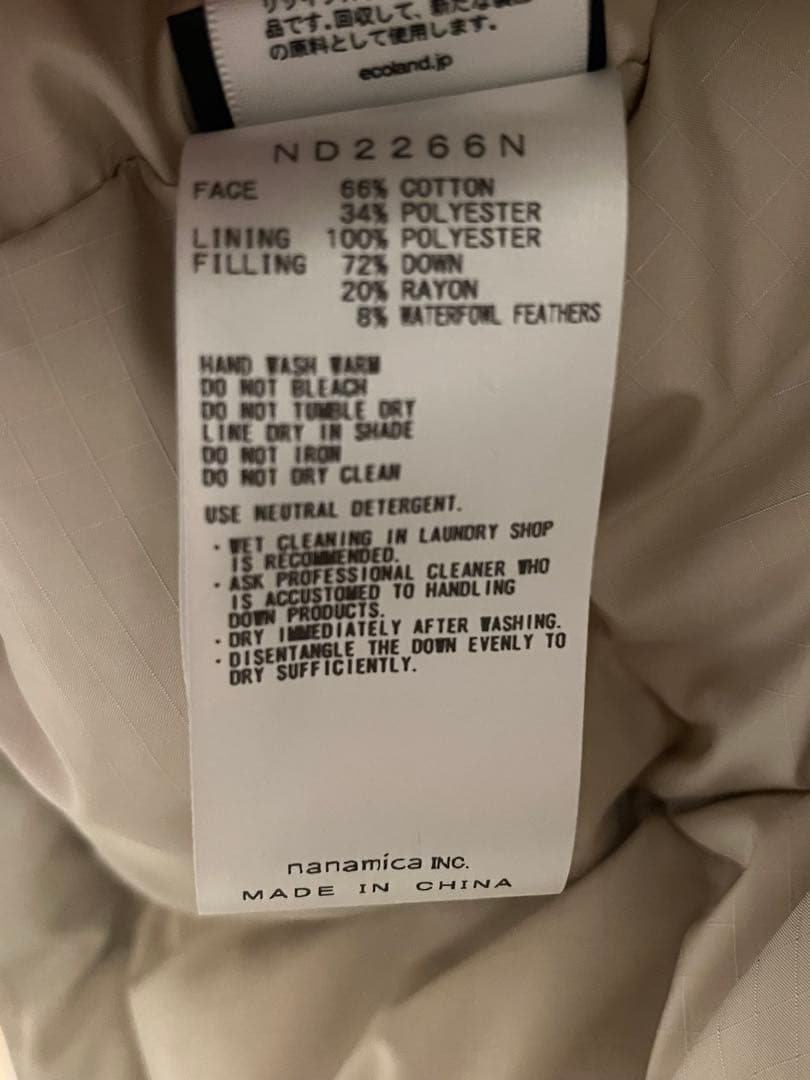 品です。回収して、新たな製品
の原料として使用します。
ecoland.jp
ND2266N
FACE 66% COTTON
34% POLYESTER
LINING 100% POLYESTER
FILLING 72% DOWN
20% RAYON
8% WATERFOWL FEATHERS
HAND WASH WARM
DO NOT BLEACH
DO NOT TUMBLE DRY
LINE DRY IN SHADE
DO NOT IRON
DO NOT DRY CLEAN
USE NEUTRAL DETERGENT.
・WET CLEANING IN LAUNDRY SHOP
IS RECOMMENDED.
・ASK PROFESSIONAL CLEANER WHO
IS ACCUSTOMED TO HANDLING
DOWN PRODUCTS.
・DRY IMMEDIATELY AFTER WASHING.
・DISENTANGLE THE DOWN EVENLY TO
DRY SUFFICIENTLY.
nanamica INC.
MADE IN CHINA